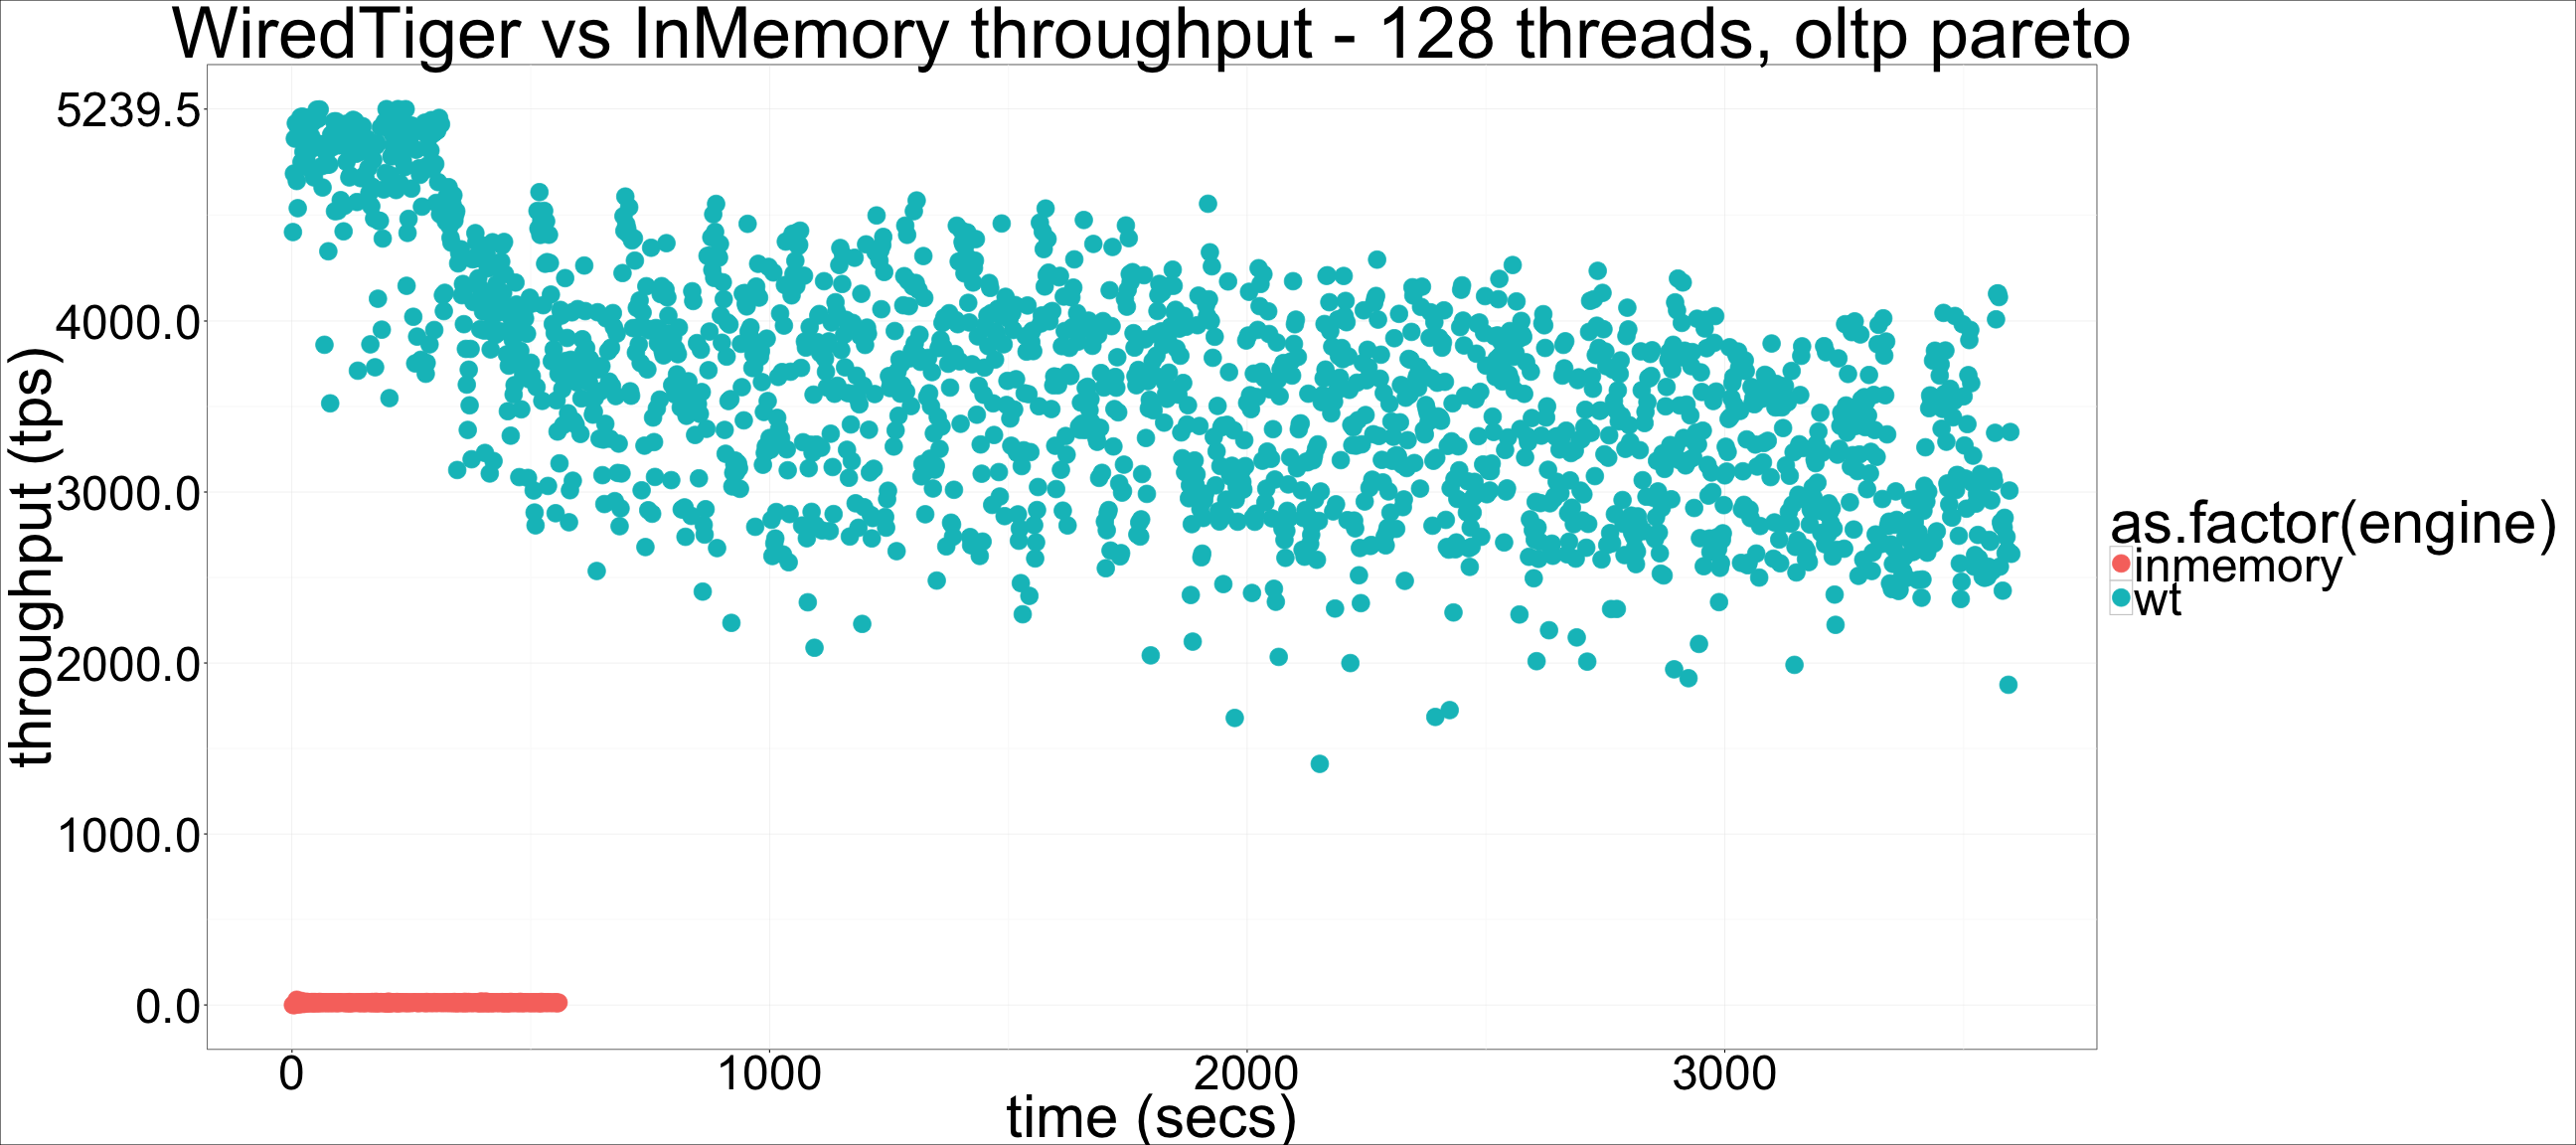 WiredTiger vs InMemory throughput - 128 threads, oltp pareto
throughput (tps)
5239.5
4000.0
3000.0
2000.0
1000.0
0.0
0 1000 2000 3000
time (secs)
as.factor(engine)
inmemory
wt